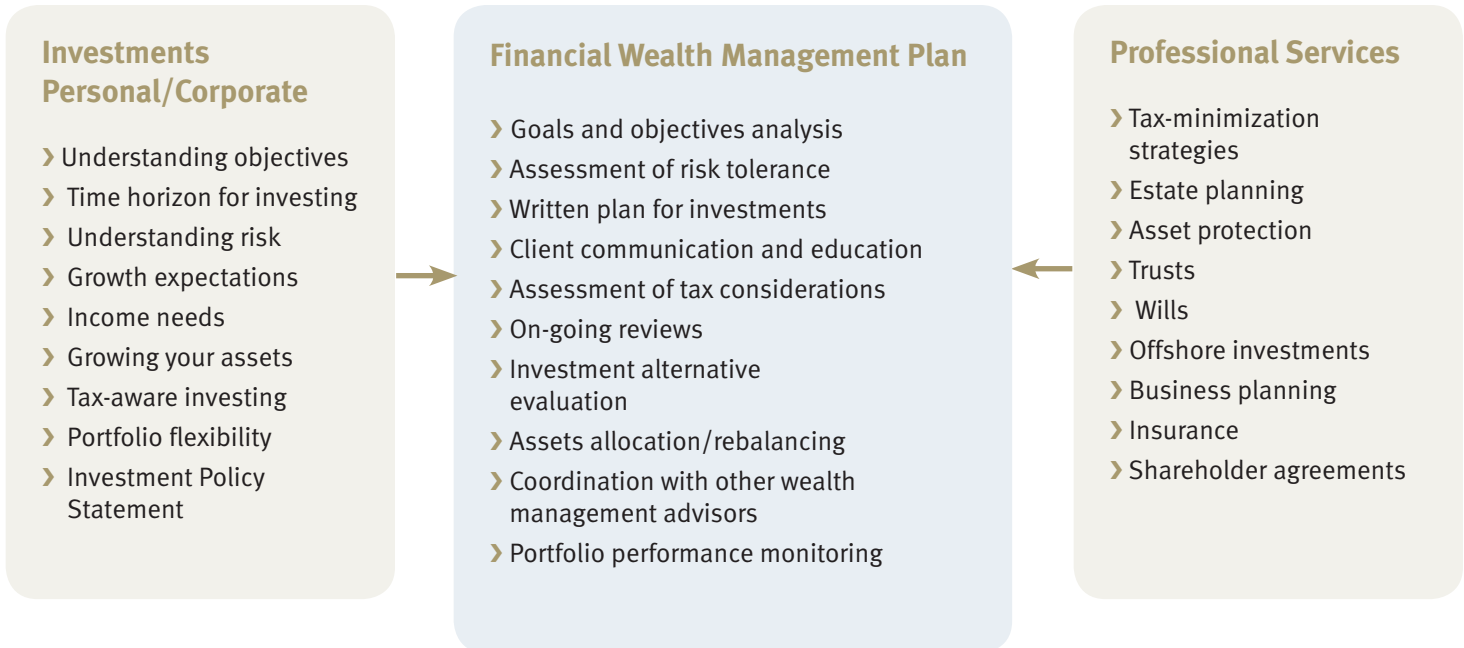 Investments
Personal/Corporate
❯ Understanding objectives
❯ Time horizon for investing
❯ Understanding risk
❯ Growth expectations
❯ Income needs
❯ Growing your assets
❯ Tax-aware investing
❯ Portfolio flexibility
❯ Investment Policy
Statement
Financial Wealth Management Plan
❯ Goals and objectives analysis
❯ Assessment of risk tolerance
❯ Written plan for investments
❯ Client communication and education
❯ Assessment of tax considerations
❯ On-going reviews
❯ Investment alternative
evaluation
❯ Assets allocation/rebalancing
❯ Coordination with other wealth
management advisors
❯ Portfolio performance monitoring
Professional Services
❯ Tax-minimization
strategies
❯ Estate planning
❯ Asset protection
❯ Trusts
❯ Wills
❯ Offshore investments
❯ Business planning
❯ Insurance
❯ Shareholder agreements